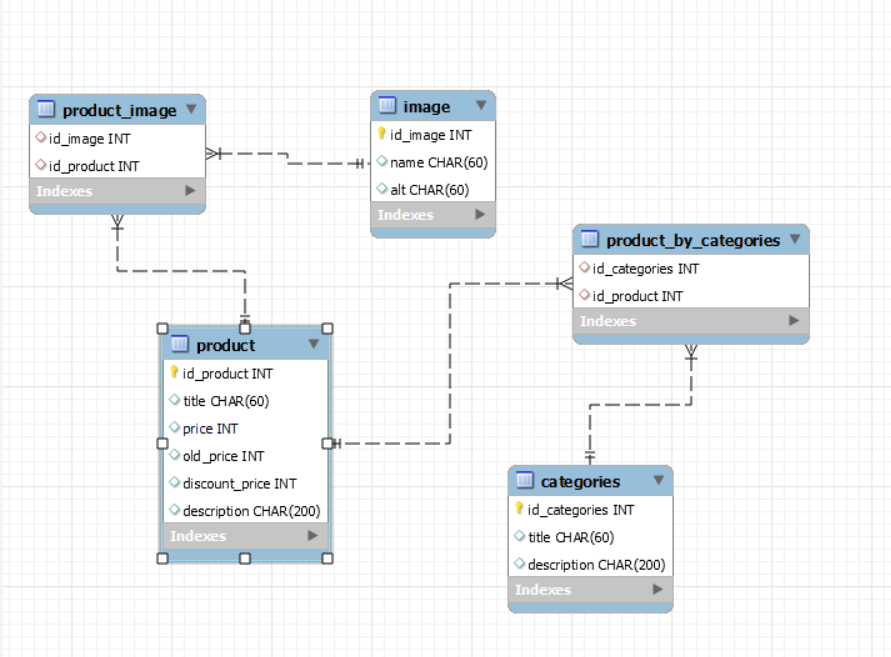 product_image
id_image INT
id_product INT
Indexes
image
id_image INT
name CHAR(60)
alt CHAR(60)
Indexes
product_by_categories
id_categories INT
id_product INT
Indexes
product
id_product INT
title CHAR(60)
price INT
old_price INT
discount_price INT
description CHAR(200)
Indexes
categories
id_categories INT
title CHAR(60)
description CHAR(200)
Indexes